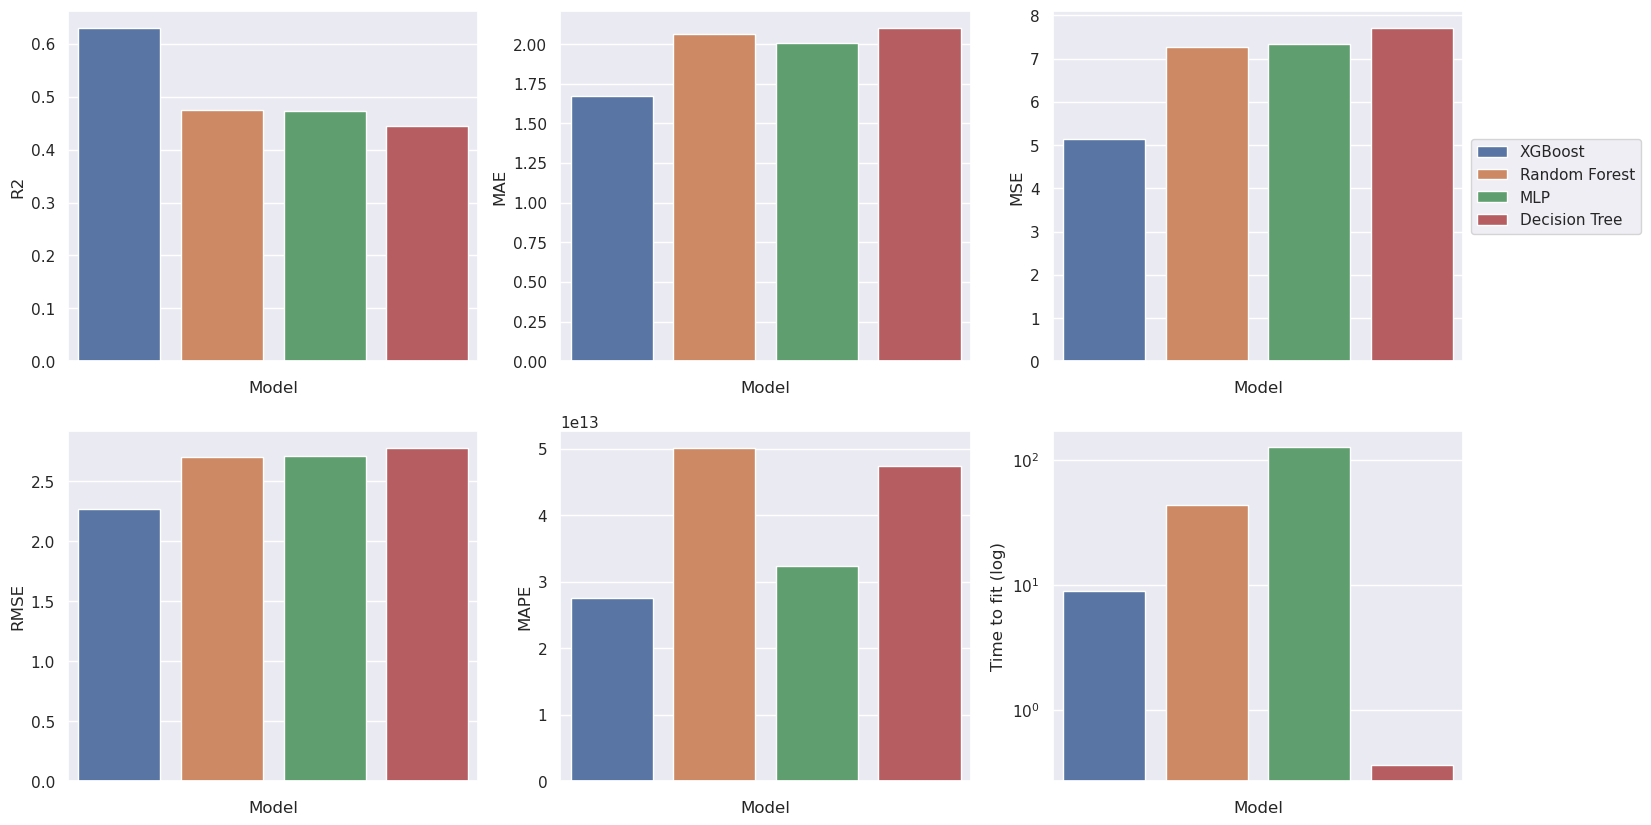 R2
0.6
0.5
0.4
0.3
0.2
0.1
0.0
Model
MAE
2.00
1.75
1.50
1.25
1.00
0.75
0.50
0.25
0.00
Model
MSE
8
7
6
5
4
3
2
1
0
Model
XGBoost
Random Forest
MLP
Decision Tree
RMSE
2.5
2.0
1.5
1.0
0.5
0.0
Model
1e13
MAPE
5
4
3
2
1
0
Model
Time to fit (log)
10²
10¹
10⁰
Model